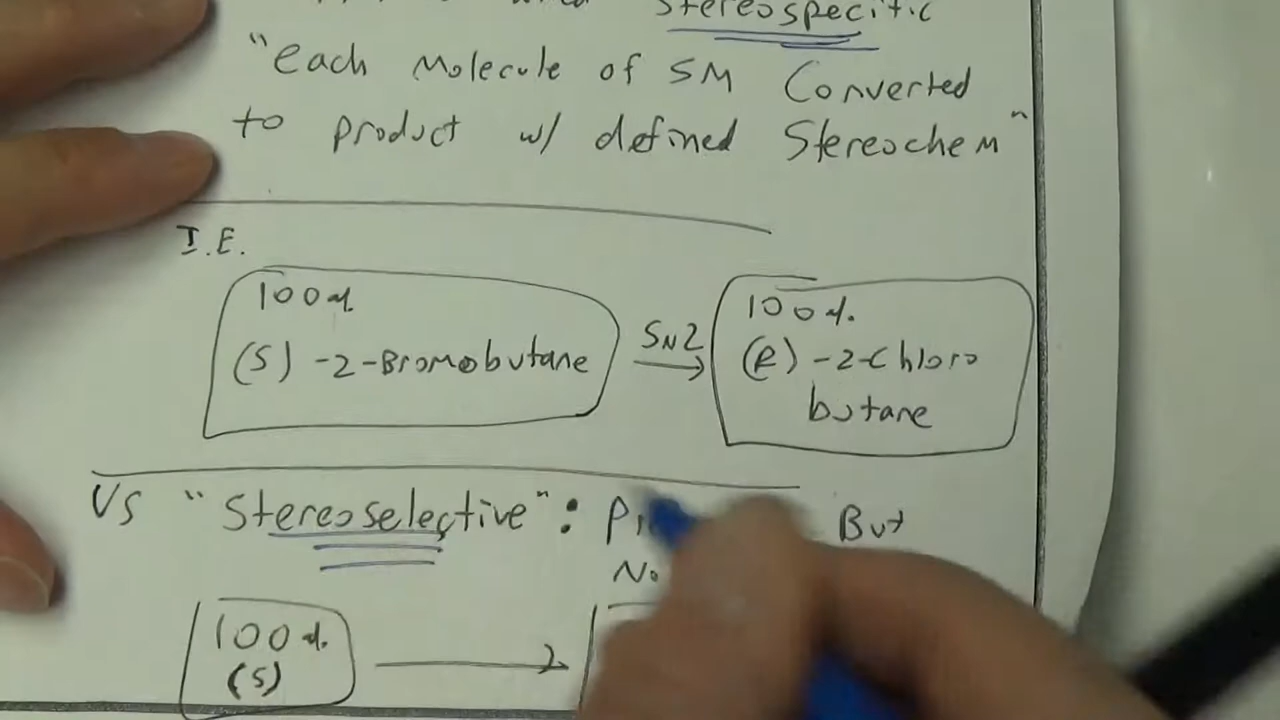 Stereospecific
"each Molecule of SM Converted
to product w/ defined Stereochem"
I.E.
100%
(S) -2-Bromobutane
SN2
100%.
(R) -2-Chloro
butane
VS "Stereoselective": But
100%.
(S)